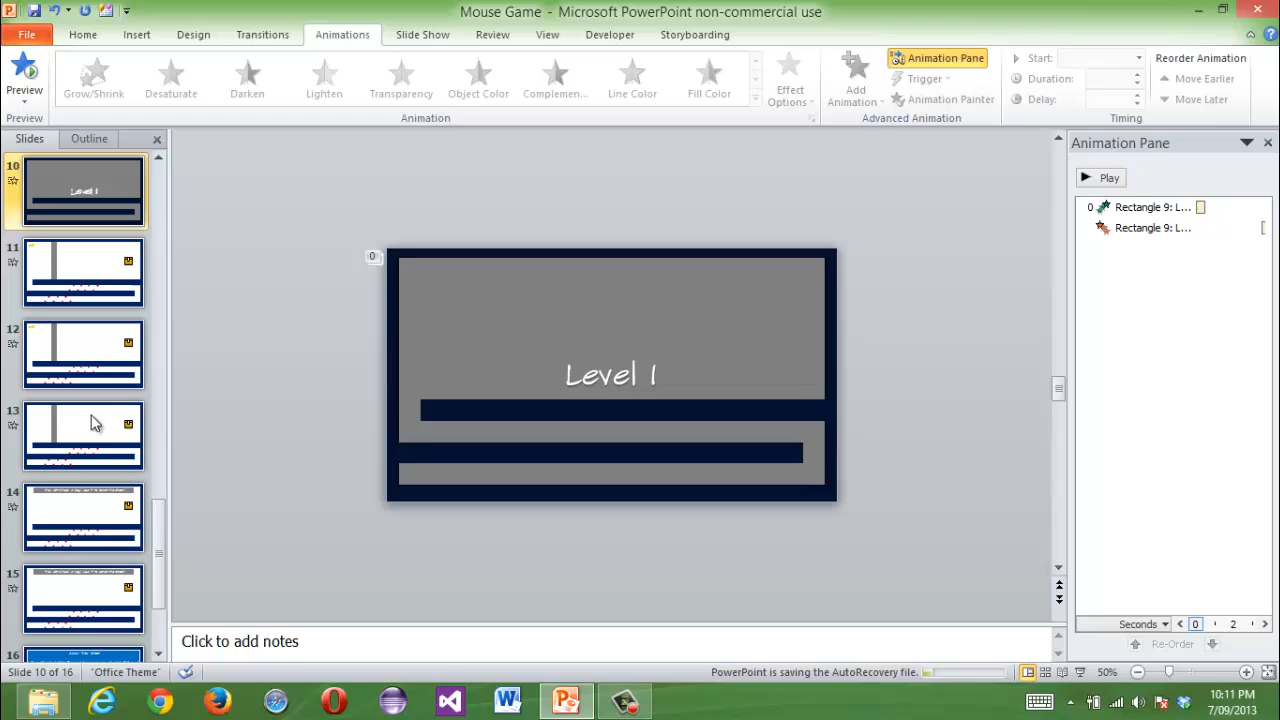 Mouse Game - Microsoft PowerPoint non-commercial use
File Home Insert Design Transitions Animations Slide Show Review View Developer Storyboarding
Preview
Preview
Grow/Shrink Desaturate Darken Lighten Transparency Object Color Complemen... Line Color Fill Color
Animation
Effect Options
Add Animation
Animation Pane
Trigger
Animation Painter
Advanced Animation
Start:
Duration:
Delay:
Timing
Reorder Animation
Move Earlier
Move Later
Slides Outline
10
Level 1
11
12
13
14
15
16
0
Level 1
Animation Pane
Play
0 Rectangle 9: L...
Rectangle 9: L...
Seconds 0 2
Re-Order
Click to add notes
Slide 10 of 16 "Office Theme" PowerPoint is saving the AutoRecovery file. 50%
10:11 PM
7/09/2013